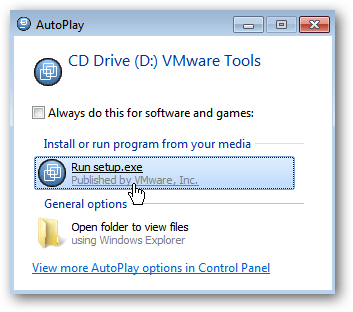 AutoPlay
CD Drive (D:) VMware Tools
Always do this for software and games:
Install or run program from your media
Run setup.exe
Published by VMware, Inc.
General options
Open folder to view files
using Windows Explorer
View more AutoPlay options in Control Panel